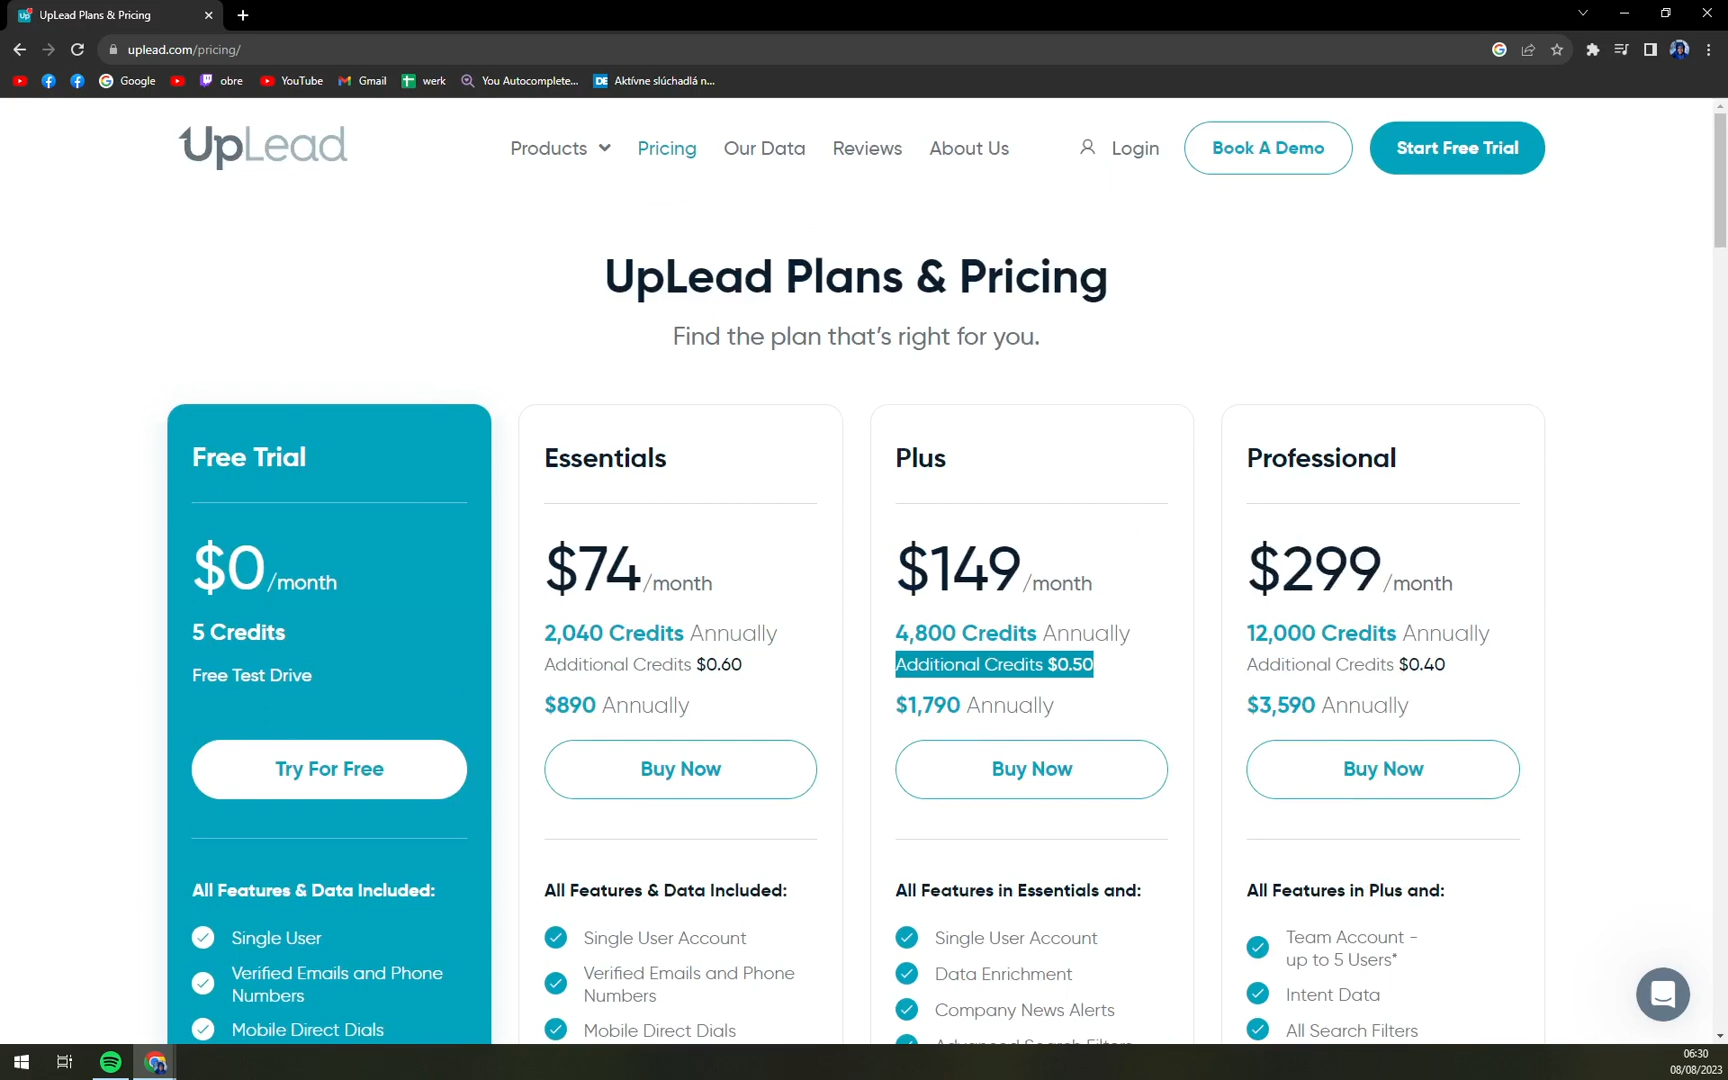 UpLead Plans & Pricing
uplead.com/pricing/
Google
obre
YouTube
Gmail
werk
You Autocomplete...
DE
Aktívne slúchadlá n...
UpLead
Products
Pricing
Our Data
Reviews
About Us
Login
Book A Demo
Start Free Trial
UpLead Plans & Pricing
Find the plan that's right for you.
Free Trial
$0/month
5 Credits
Free Test Drive
Try For Free
All Features & Data Included:
Single User
Verified Emails and Phone
Numbers
Mobile Direct Dials
Essentials
$74/month
2,040 Credits Annually
Additional Credits $0.60
$890 Annually
Buy Now
All Features & Data Included:
Single User Account
Verified Emails and Phone
Numbers
Mobile Direct Dials
Plus
$149/month
4,800 Credits Annually
Additional Credits $0.50
$1,790 Annually
Buy Now
All Features in Essentials and:
Single User Account
Data Enrichment
Company News Alerts
Advanced Search Filters
Professional
$299/month
12,000 Credits Annually
Additional Credits $0.40
$3,590 Annually
Buy Now
All Features in Plus and:
Team Account -
up to 5 Users*
Intent Data
All Search Filters
06:30
08/08/2023